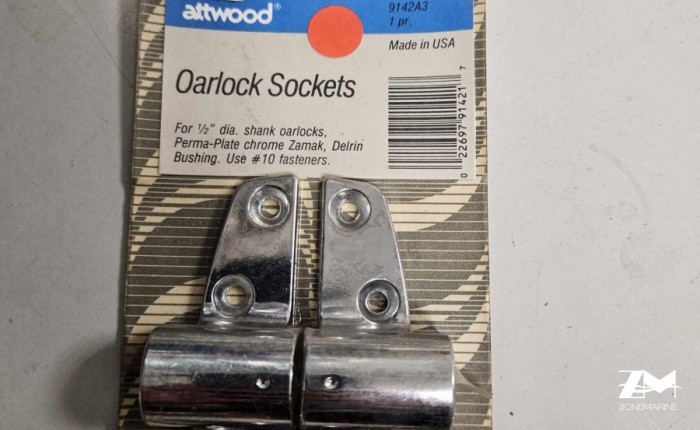 attwood®
9142A3
1 pr.
Made in USA
Oarlock Sockets
For ½" dia. shank oarlocks,
Perma-Plate chrome Zamak, Delrin
Bushing. Use #10 fasteners.
0 22697 91421 7
ZM
ZONEMARINE